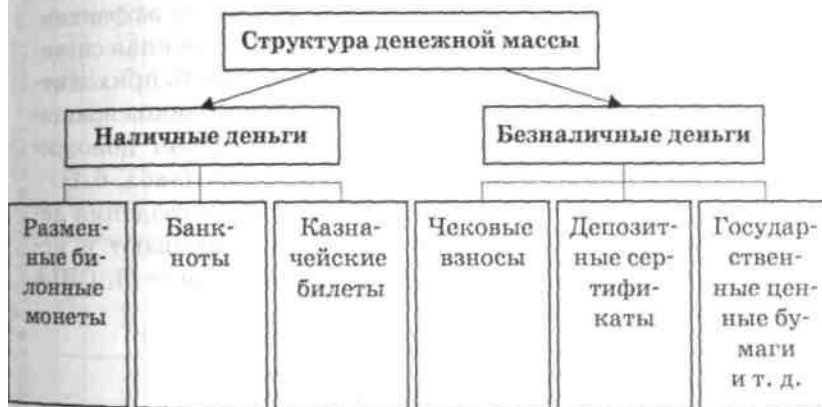 Структура денежной массы
Наличные деньги
Безналичные деньги
Размен-
ные би-
лонные
монеты
Банк-
ноты
Казна-
чейские
билеты
Чековые
взносы
Депозит-
ные сер-
тифи-
каты
Государ-
ствен-
ные цен-
ные бу-
маги
и т. д.